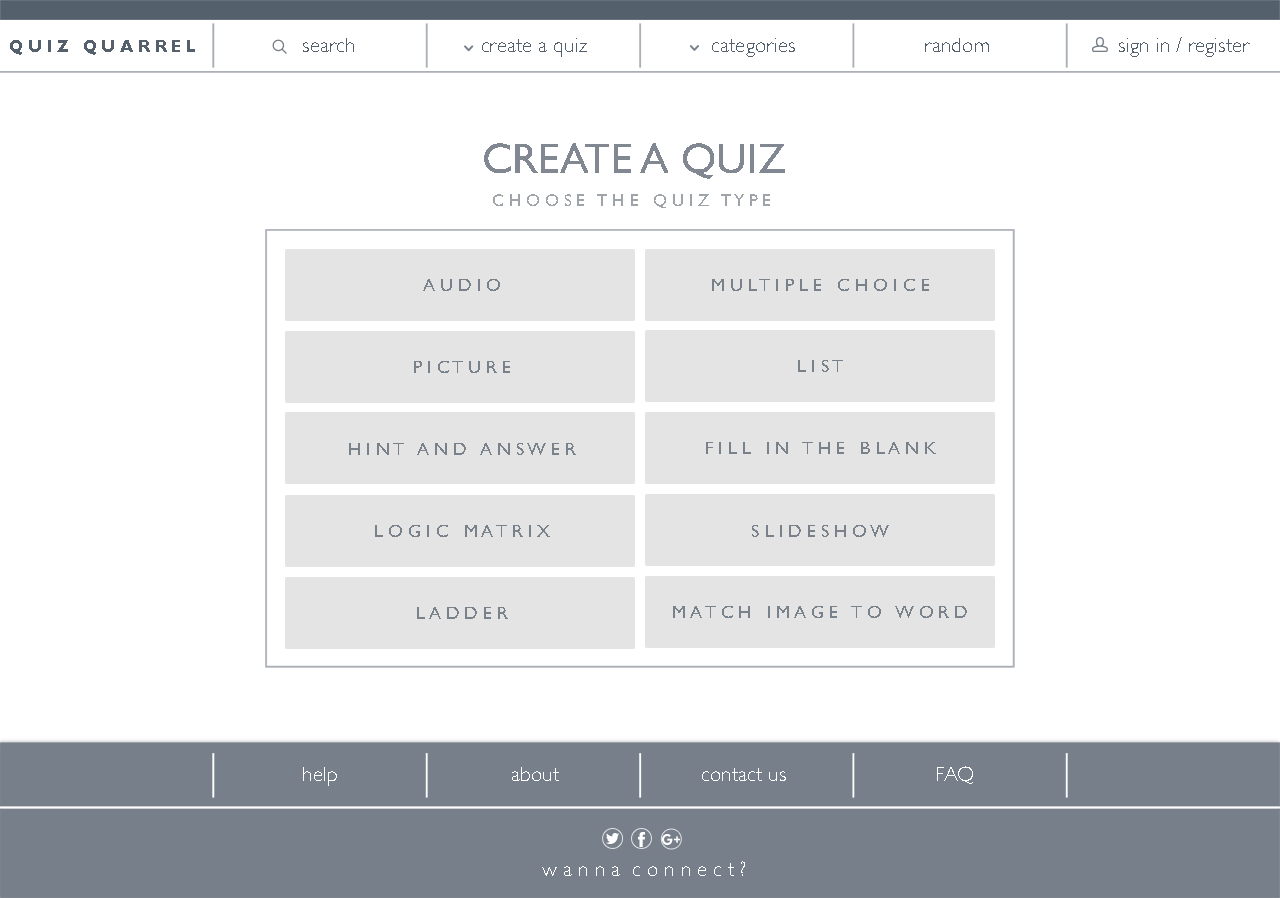 QUIZ QUARREL
search
create a quiz
categories
random
sign in / register
CREATE A QUIZ
CHOOSE THE QUIZ TYPE
AUDIO
MULTIPLE CHOICE
PICTURE
LIST
HINT AND ANSWER
FILL IN THE BLANK
LOGIC MATRIX
SLIDESHOW
LADDER
MATCH IMAGE TO WORD
help
about
contact us
FAQ
G+
wanna connect?